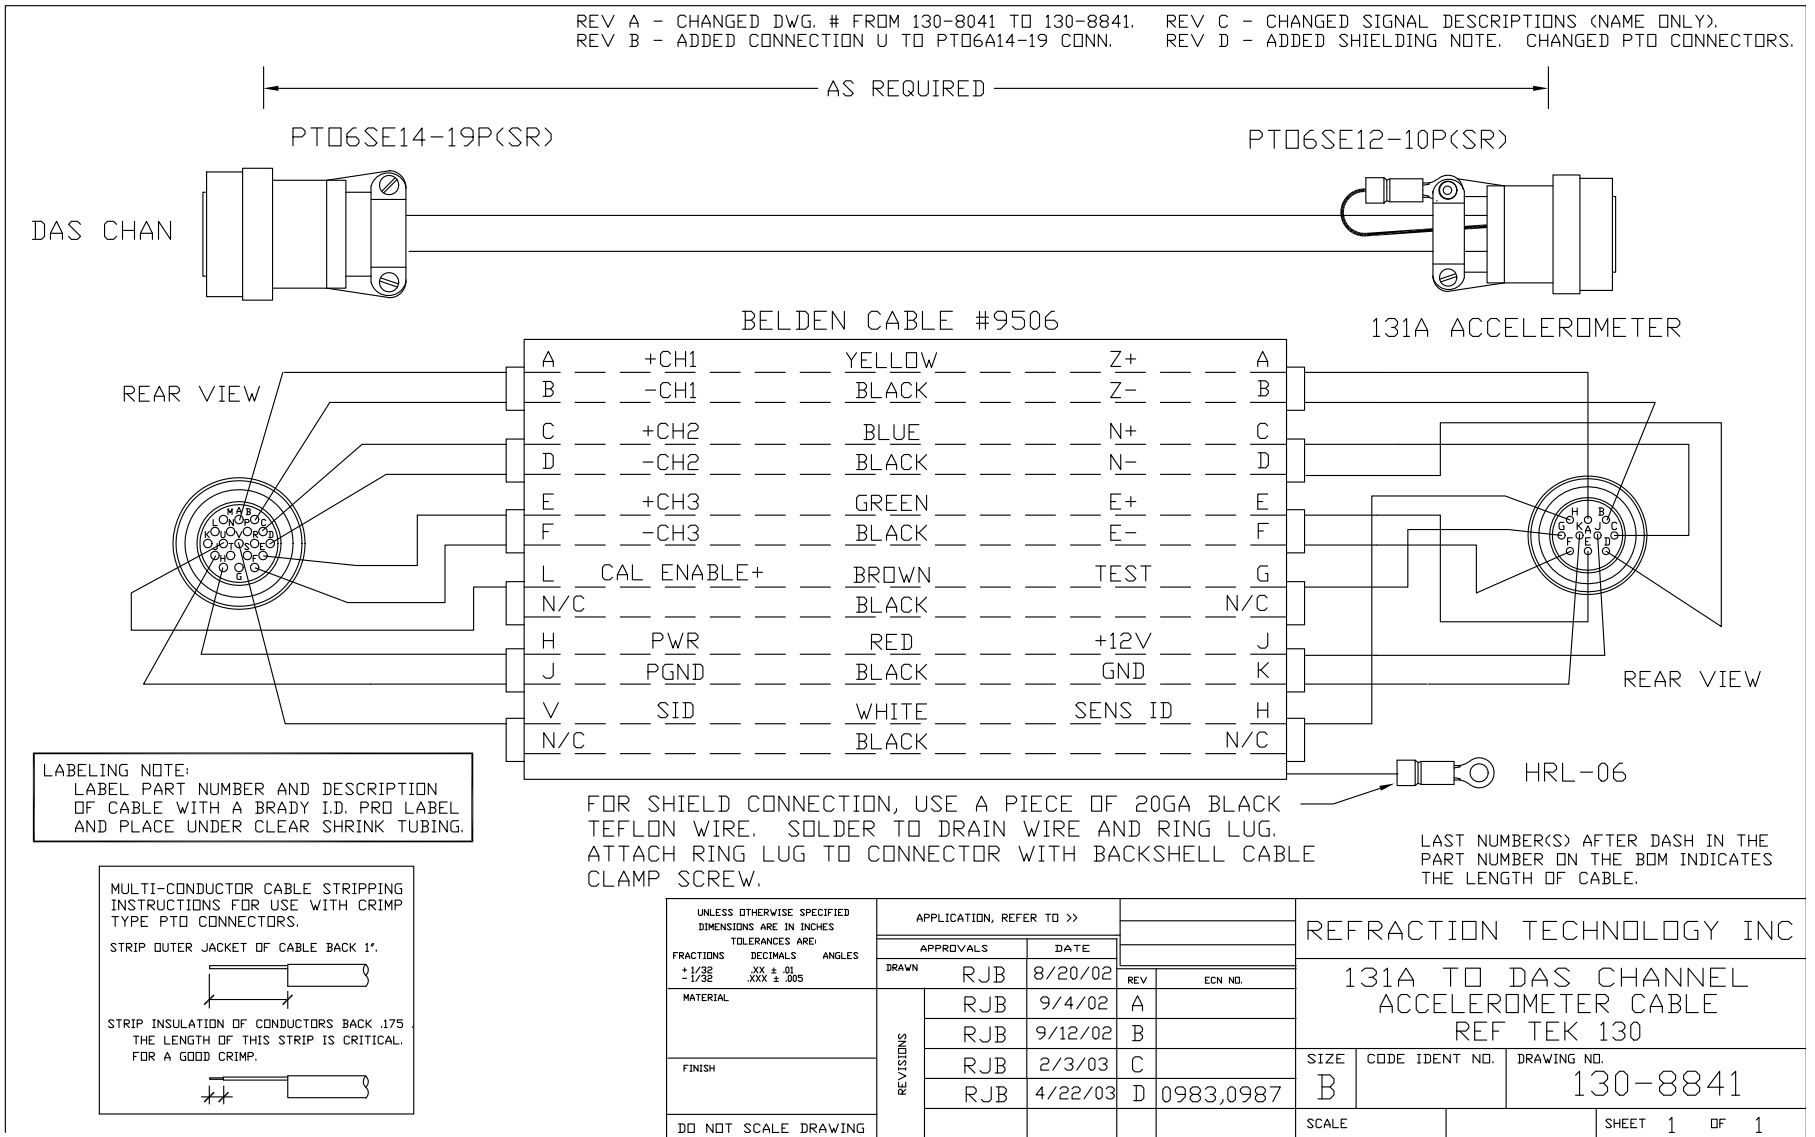 REV A - CHANGED DWG. # FROM 130-8041 TO 130-8841.
REV B - ADDED CONNECTION U TO PT06A14-19 CONN.
REV C - CHANGED SIGNAL DESCRIPTIONS (NAME ONLY).
REV D - ADDED SHIELDING NOTE. CHANGED PTO CONNECTORS.
AS REQUIRED
PT06SE14-19P(SR)
PT06SE12-10P(SR)
DAS CHAN
BELDEN CABLE #9506
131A ACCELEROMETER
REAR VIEW
A +CH1 YELLOW Z+ A
B -CH1 BLACK Z- B
C +CH2 BLUE N+ C
D -CH2 BLACK N- D
E +CH3 GREEN E+ E
F -CH3 BLACK E- F
L CAL ENABLE+ BROWN TEST G
N/C BLACK N/C
H PWR RED +12V J
J PGND BLACK GND K
V SID WHITE SENS ID H
N/C BLACK N/C
M A B
L N P C
K U V R D
J T S E
H F
G
H B
G K A J C
F E D
REAR VIEW
LABELING NOTE:
LABEL PART NUMBER AND DESCRIPTION
OF CABLE WITH A BRADY I.D. PRO LABEL
AND PLACE UNDER CLEAR SHRINK TUBING.
HRL-06
FOR SHIELD CONNECTION, USE A PIECE OF 20GA BLACK
TEFLON WIRE. SOLDER TO DRAIN WIRE AND RING LUG.
ATTACH RING LUG TO CONNECTOR WITH BACKSHELL CABLE
CLAMP SCREW.
LAST NUMBER(S) AFTER DASH IN THE
PART NUMBER ON THE BOM INDICATES
THE LENGTH OF CABLE.
MULTI-CONDUCTOR CABLE STRIPPING
INSTRUCTIONS FOR USE WITH CRIMP
TYPE PTO CONNECTORS.
STRIP OUTER JACKET OF CABLE BACK 1".
STRIP INSULATION OF CONDUCTORS BACK .175 .
THE LENGTH OF THIS STRIP IS CRITICAL.
FOR A GOOD CRIMP.
UNLESS OTHERWISE SPECIFIED
DIMENSIONS ARE IN INCHES
TOLERANCES ARE:
FRACTIONS DECIMALS ANGLES
+1/32 .XX ± .01
-1/32 .XXX ± .005
MATERIAL
FINISH
DO NOT SCALE DRAWING
APPLICATION, REFER TO >>
APPROVALS DATE
DRAWN RJB 8/20/02 REV ECN NO.
REVISIONS
RJB 9/4/02 A
RJB 9/12/02 B
RJB 2/3/03 C
RJB 4/22/03 D 0983,0987
REFRACTION TECHNOLOGY INC
131A TO DAS CHANNEL
ACCELEROMETER CABLE
REF TEK 130
SIZE B CODE IDENT NO. DRAWING NO. 130-8841
SCALE SHEET 1 OF 1